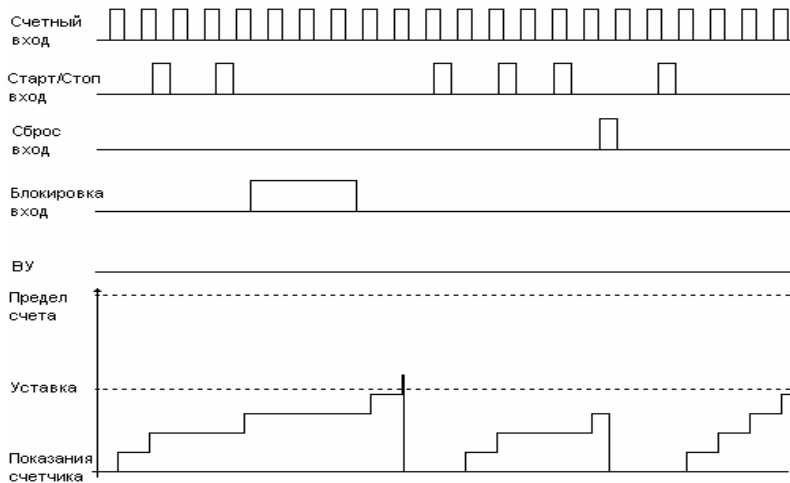 Счетный
вход
Старт/Стоп
вход
Сброс
вход
Блокировка
вход
ВУ
Предел
счета
Уставка
Показания
счетчика